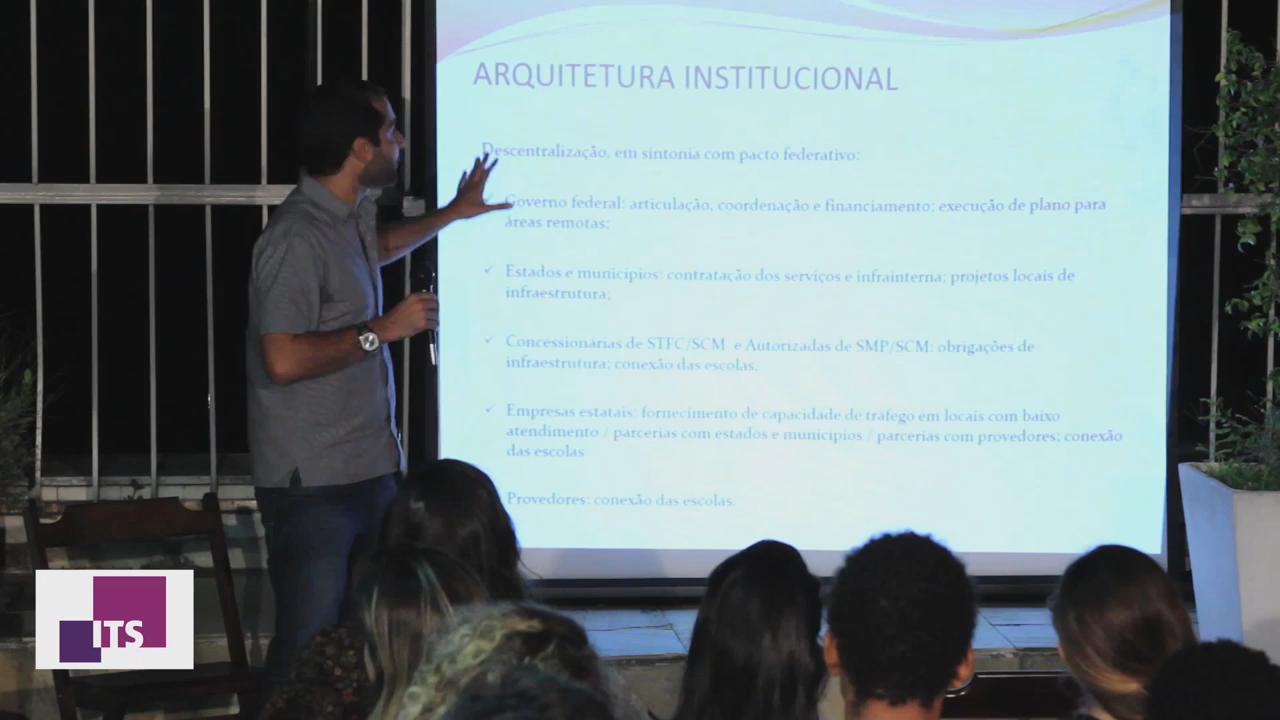 ARQUITETURA INSTITUCIONAL
Descentralização, em sintonia com pacto federativo:
Governo federal: articulação, coordenação e financiamento; execução de plano para
áreas remotas;
✓ Estados e municípios: contratação dos serviços e infrainterna; projetos locais de
infraestrutura;
✓ Concessionárias de STFC/SCM e Autorizadas de SMP/SCM: obrigações de
infraestrutura; conexão das escolas.
✓ Empresas estatais: fornecimento de capacidade de tráfego em locais com baixo
atendimento / parcerias com estados e municípios / parcerias com provedores; conexão
das escolas
Provedores: conexão das escolas.
ITS